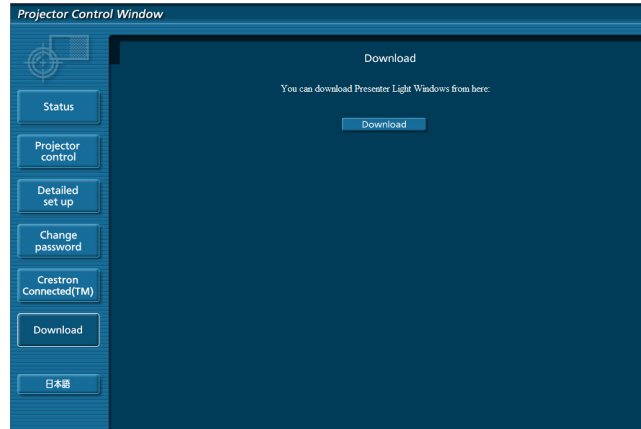 Projector Control Window
Download
You can download Presenter Light Windows from here:
Download
Status
Projector
control
Detailed
set up
Change
password
Crestron
Connected(TM)
Download
日本語